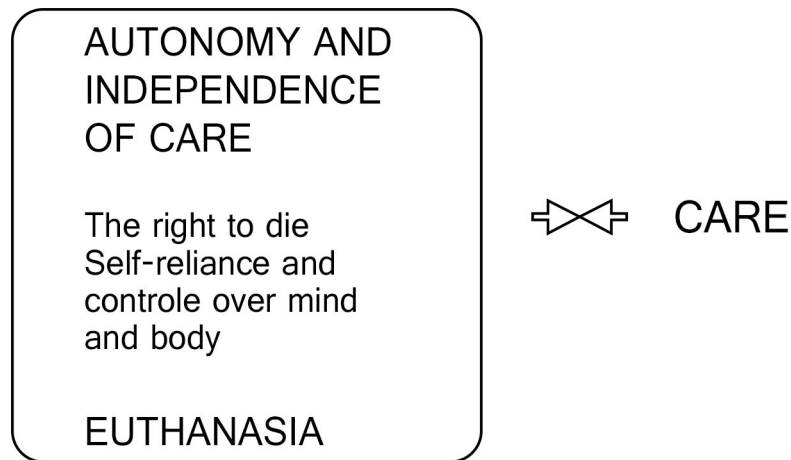 AUTONOMY AND
INDEPENDENCE
OF CARE
The right to die
Self-reliance and
controle over mind
and body
EUTHANASIA
CARE